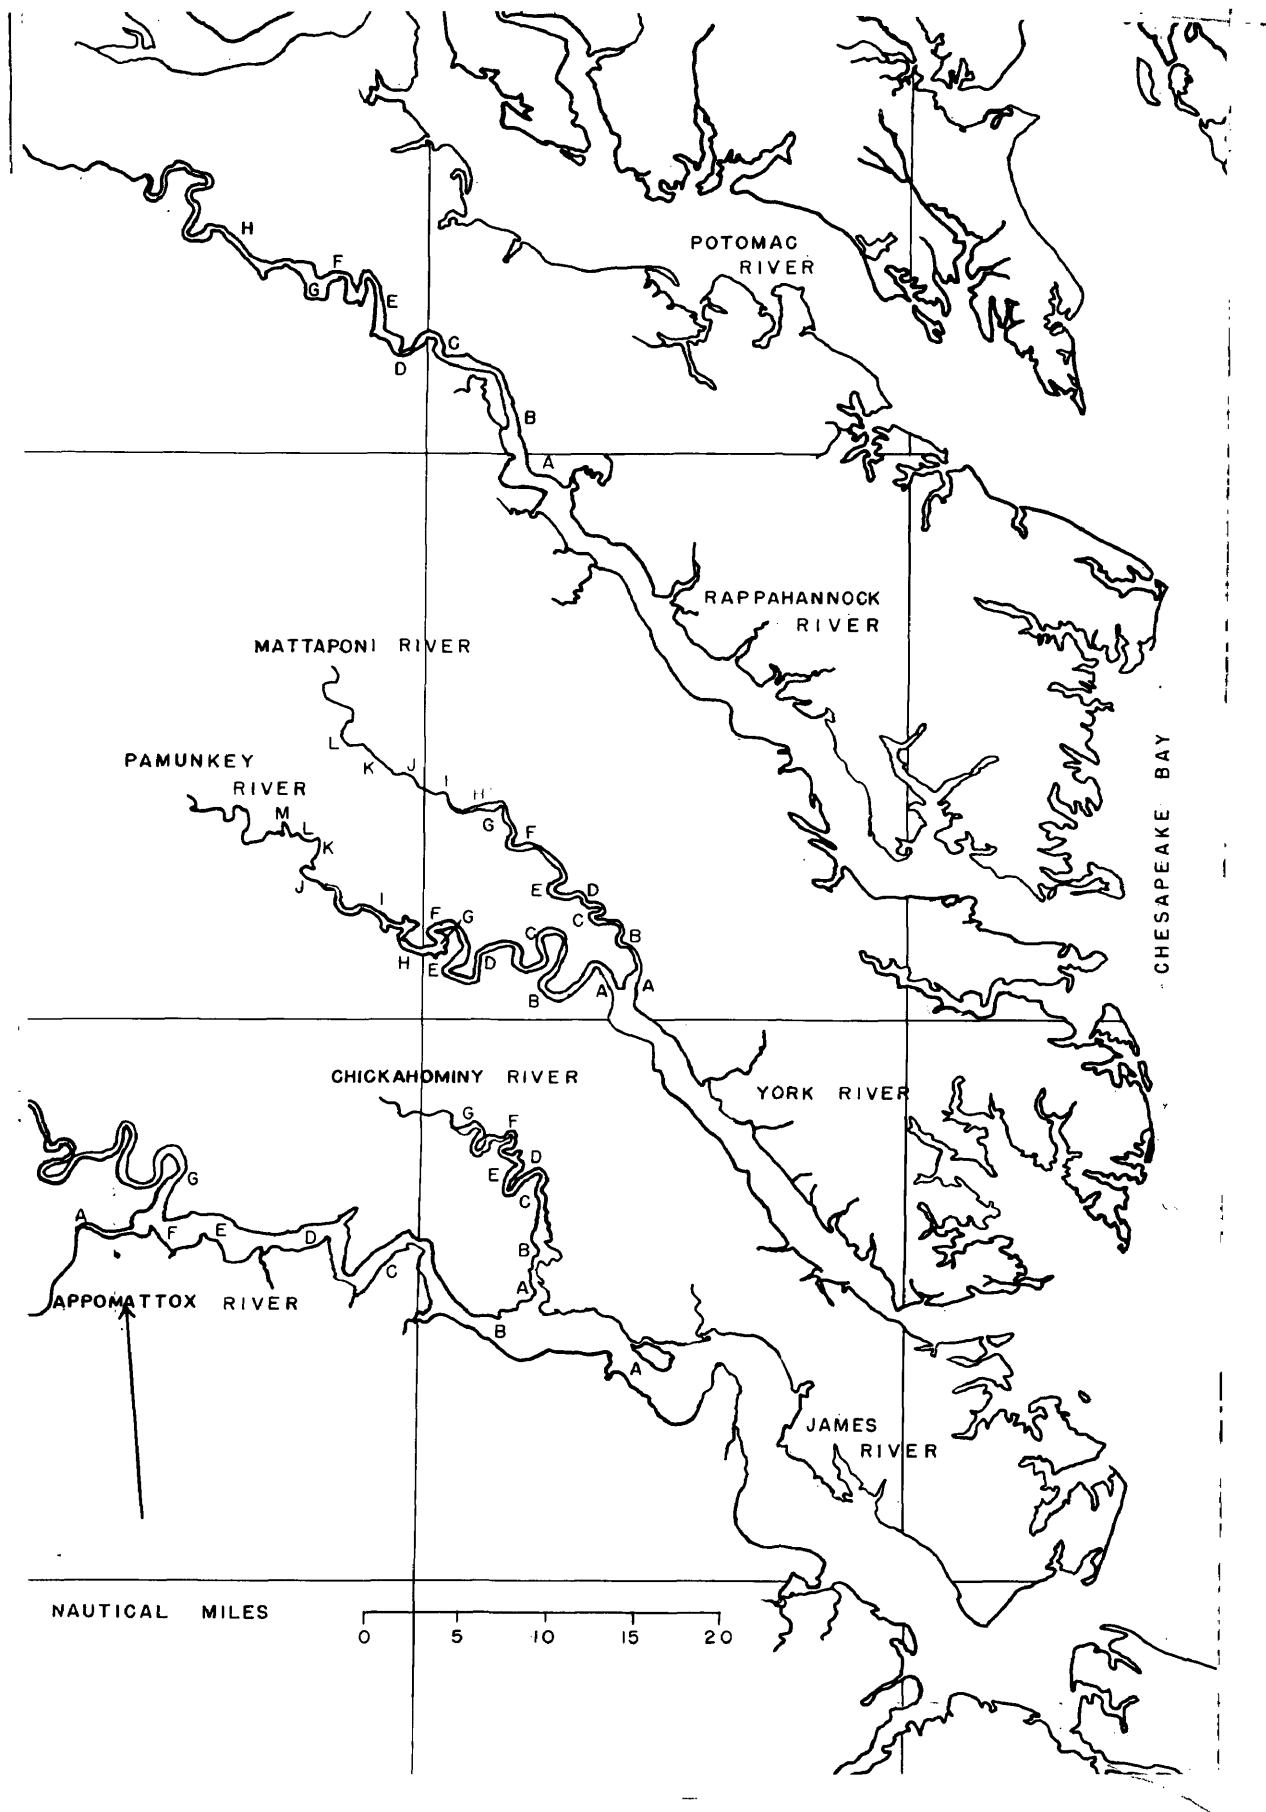 POTOMAC
RIVER
H
F
G
E
D
C
B
A
RAPPAHANNOCK
RIVER
MATTAPONI RIVER
L
K
J
I
H
G
F
E
D
C
B
A
PAMUNKEY
RIVER
M
L
K
J
I
H
F
G
E
D
C
B
A
CHESAPEAKE BAY
YORK RIVER
CHICKAHOMINY RIVER
G
F
E
D
C
B
A
G
A
F
E
D
C
B
A
APPOMATTOX RIVER
JAMES
RIVER
NAUTICAL MILES
0 5 10 15 20